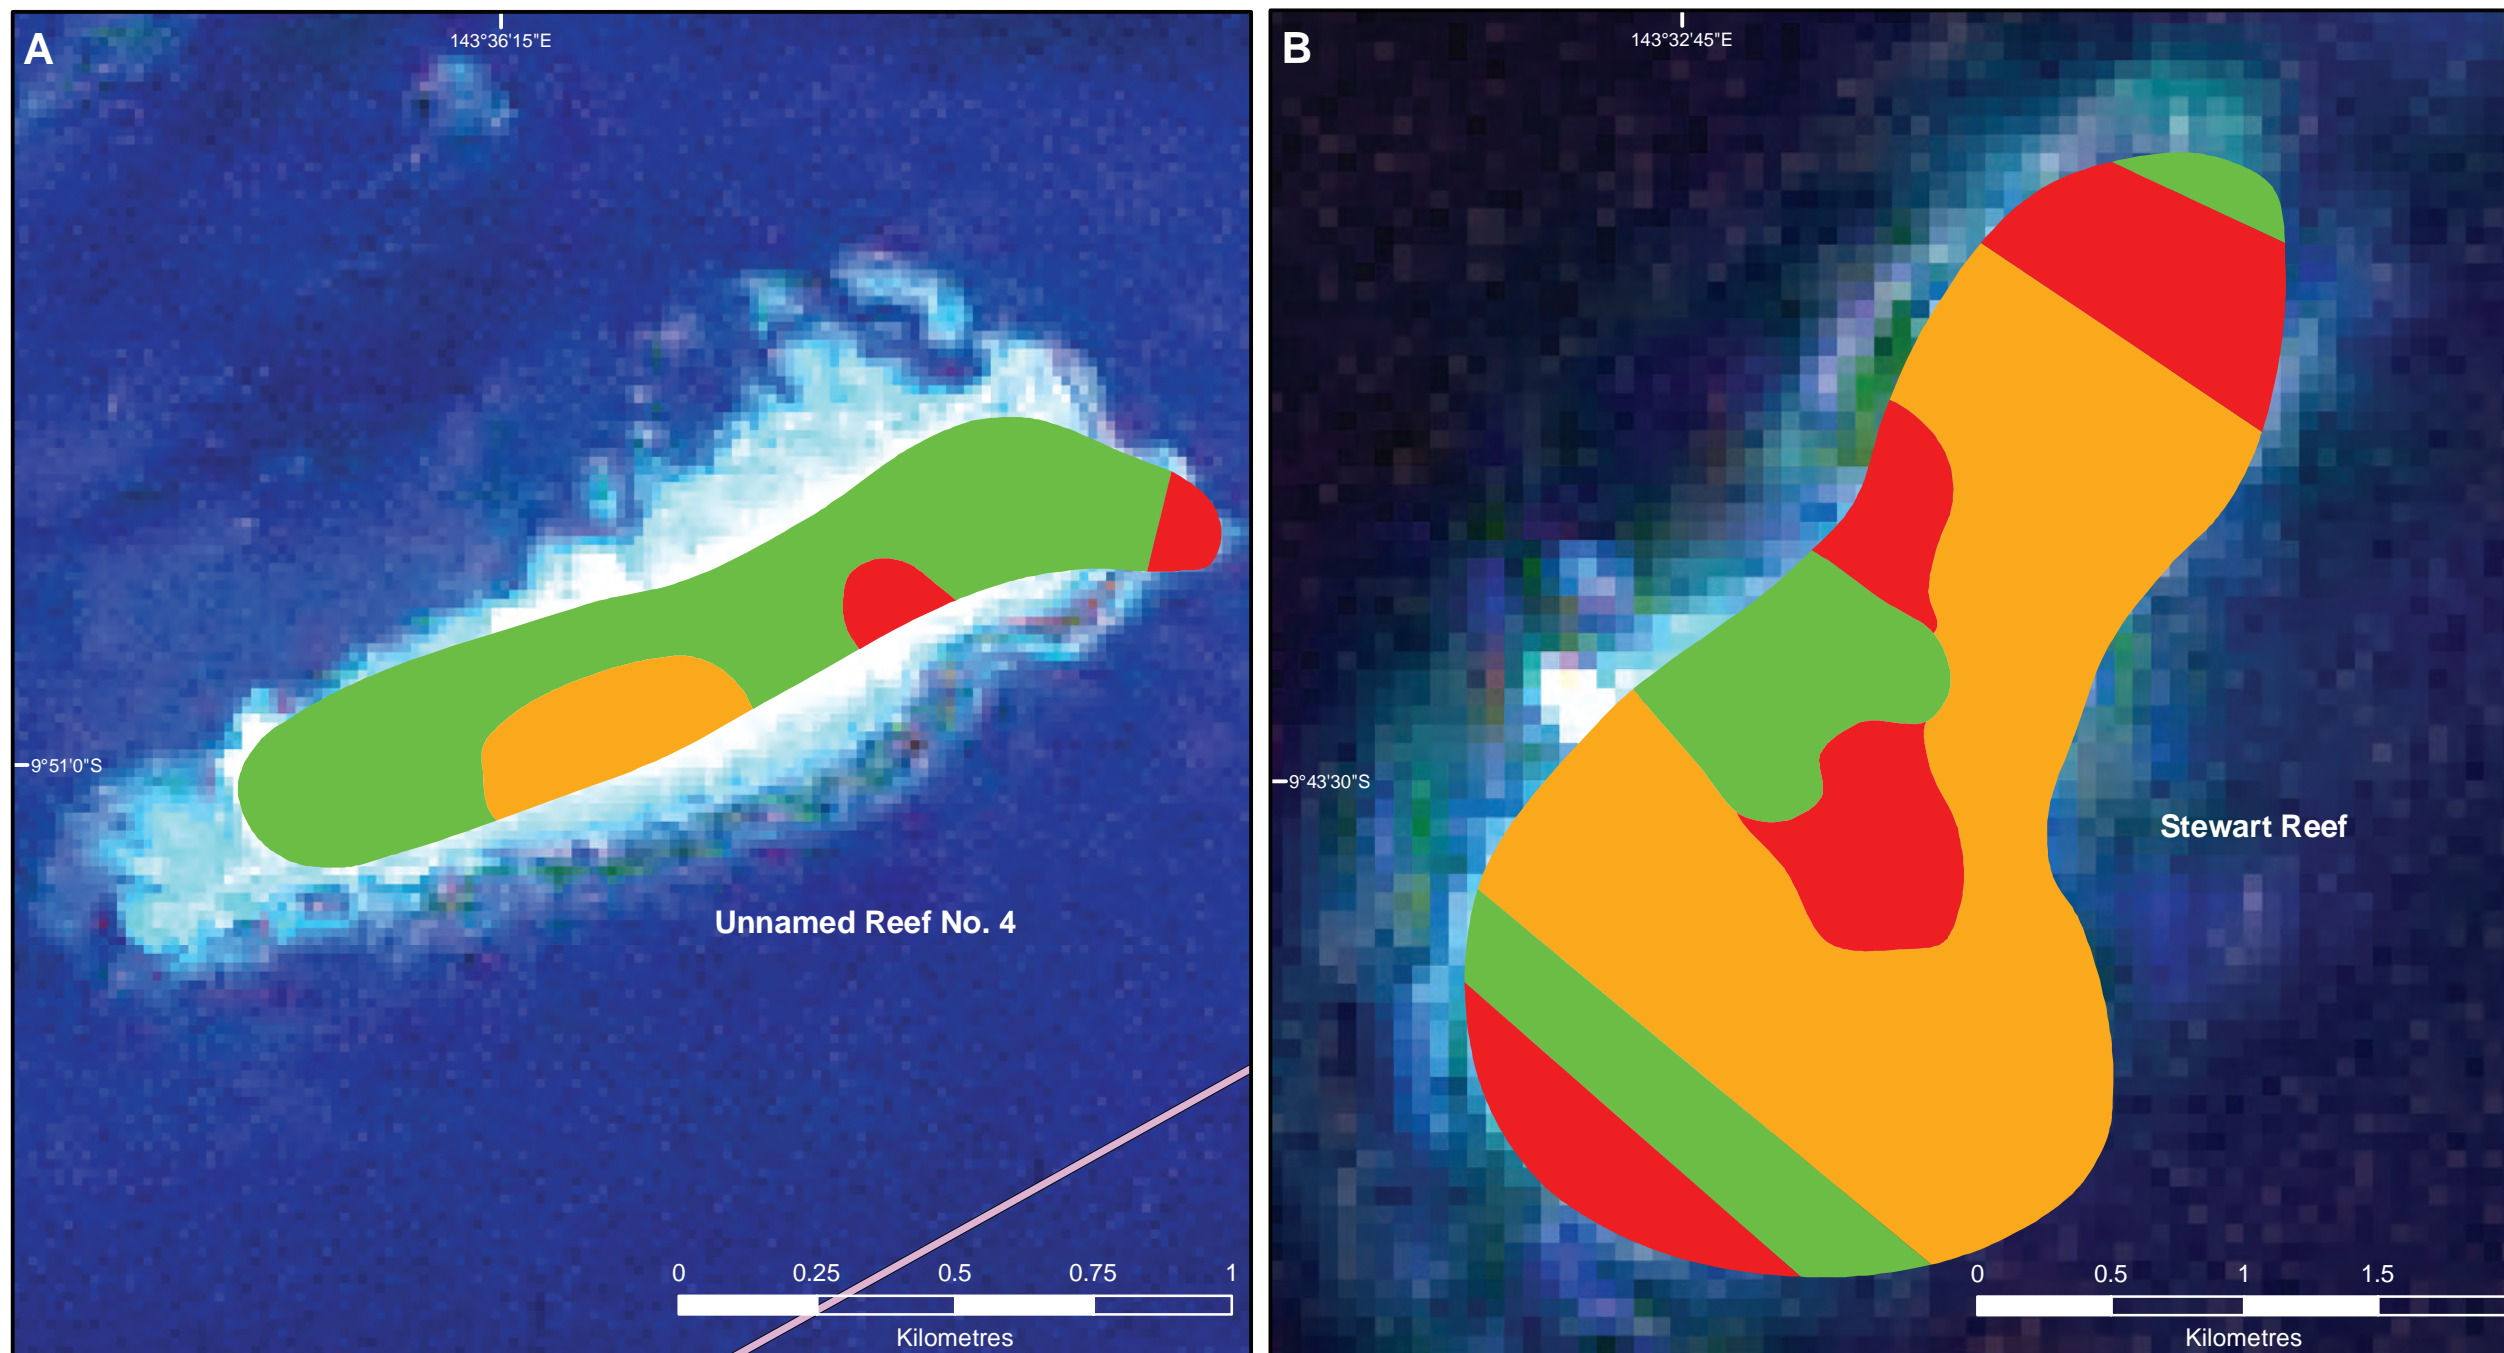 A
143°36'15"E
9°51'0"S
Unnamed Reef No. 4
0 0.25 0.5 0.75 1
Kilometres
B
143°32'45"E
9°43'30"S
Stewart Reef
0 0.5 1 1.5
Kilometres